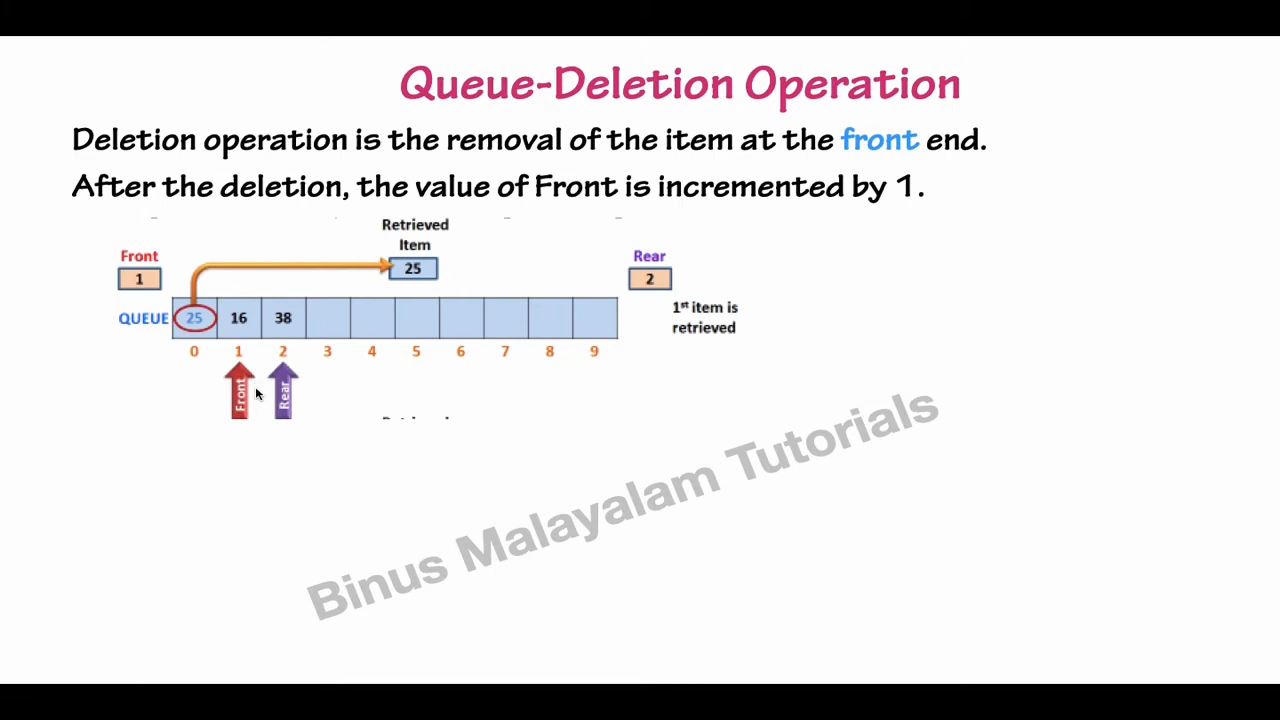 Queue-Deletion Operation
Deletion operation is the removal of the item at the front end.
After the deletion, the value of Front is incremented by 1.
Retrieved
Item
Front
Rear
1
25
2
QUEUE 25 16 38
1st item is
retrieved
0 1 2 3 4 5 6 7 8 9
Front
Rear
Binus Malayalam Tutorials